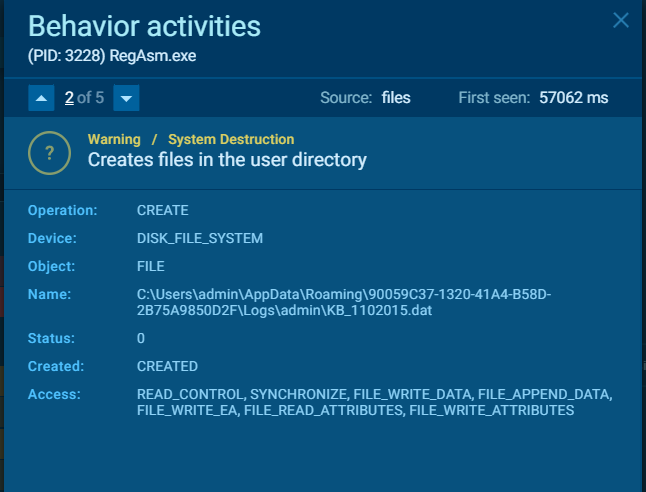 Behavior activities
(PID: 3228) RegAsm.exe
2 of 5 Source: files First seen: 57062 ms
Warning / System Destruction
?
Creates files in the user directory
Operation: CREATE
Device: DISK_FILE_SYSTEM
Object: FILE
Name: C:\Users\admin\AppData\Roaming\90059C37-1320-41A4-B58D-
2B75A9850D2F\Logs\admin\KB_1102015.dat
Status: 0
Created: CREATED
Access: READ_CONTROL, SYNCHRONIZE, FILE_WRITE_DATA, FILE_APPEND_DATA,
FILE_WRITE_EA, FILE_READ_ATTRIBUTES, FILE_WRITE_ATTRIBUTES